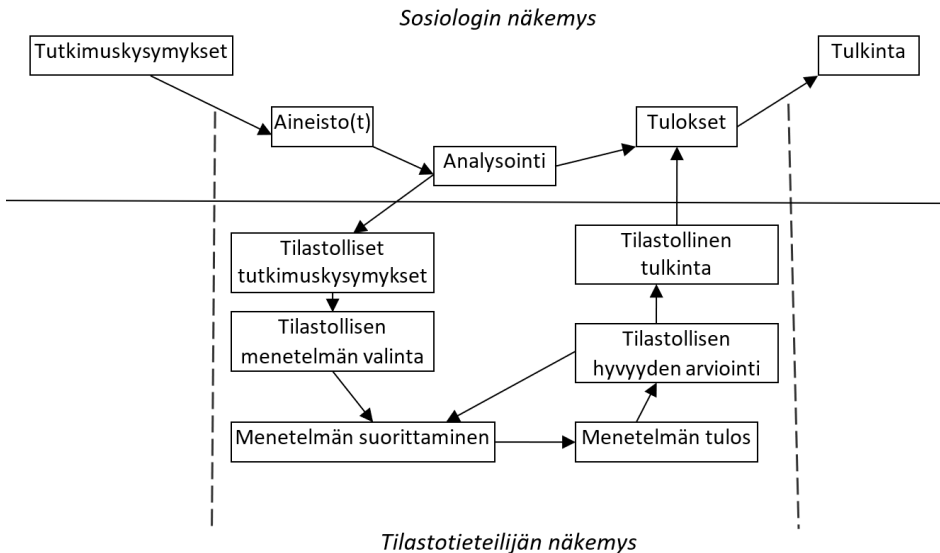 Sosiologin näkemys
Tutkimuskysymykset
Tulkinta
Aineisto(t)
Tulokset
Analysointi
Tilastolliset
tutkimuskysymykset
Tilastollinen
tulkinta
Tilastollisen
menetelmän valinta
Tilastollisen
hyvyyden arviointi
Menetelmän suorittaminen
Menetelmän tulos
Tilastotieteilijän näkemys